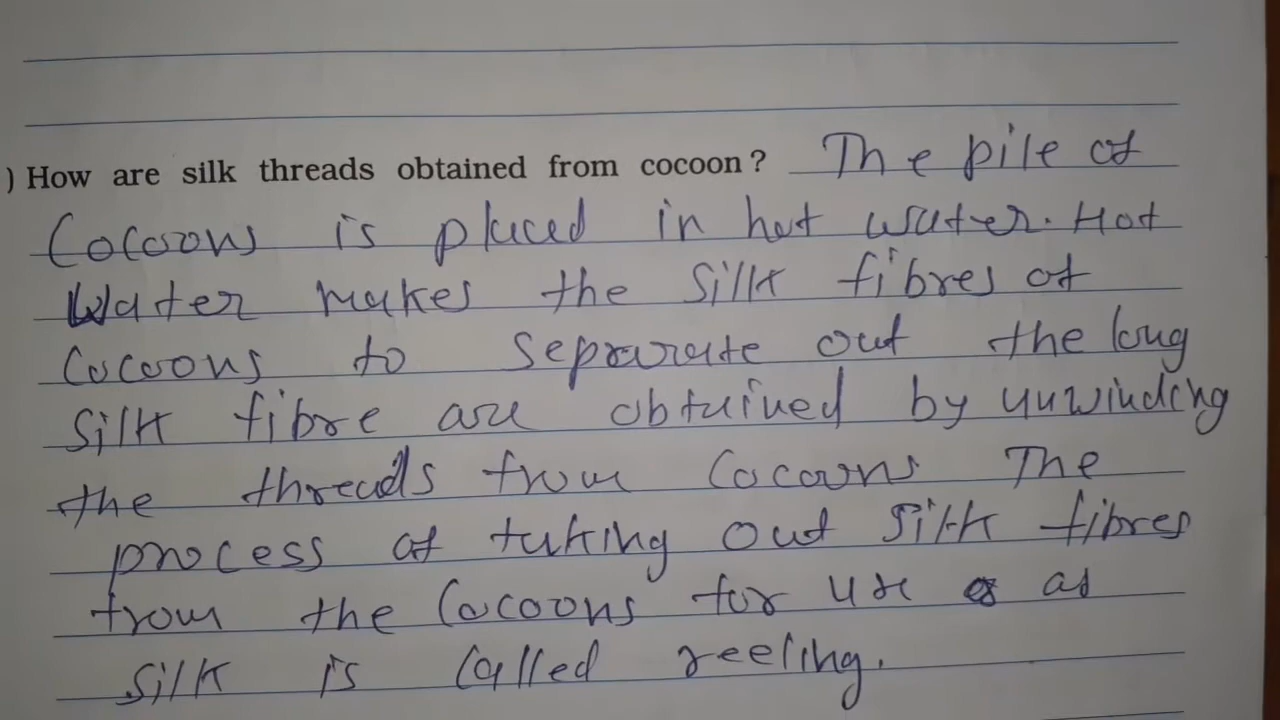 ) How are silk threads obtained from cocoon? The pile of
Cocoons is placed in hot water. Hot
Water makes the silk fibres of
Cocoons to separate out the long
silk fibre are obtained by unwinding
the threads from Cocoons The
process of taking out silk fibres
from the Cocoons for use as
silk is called reeling.